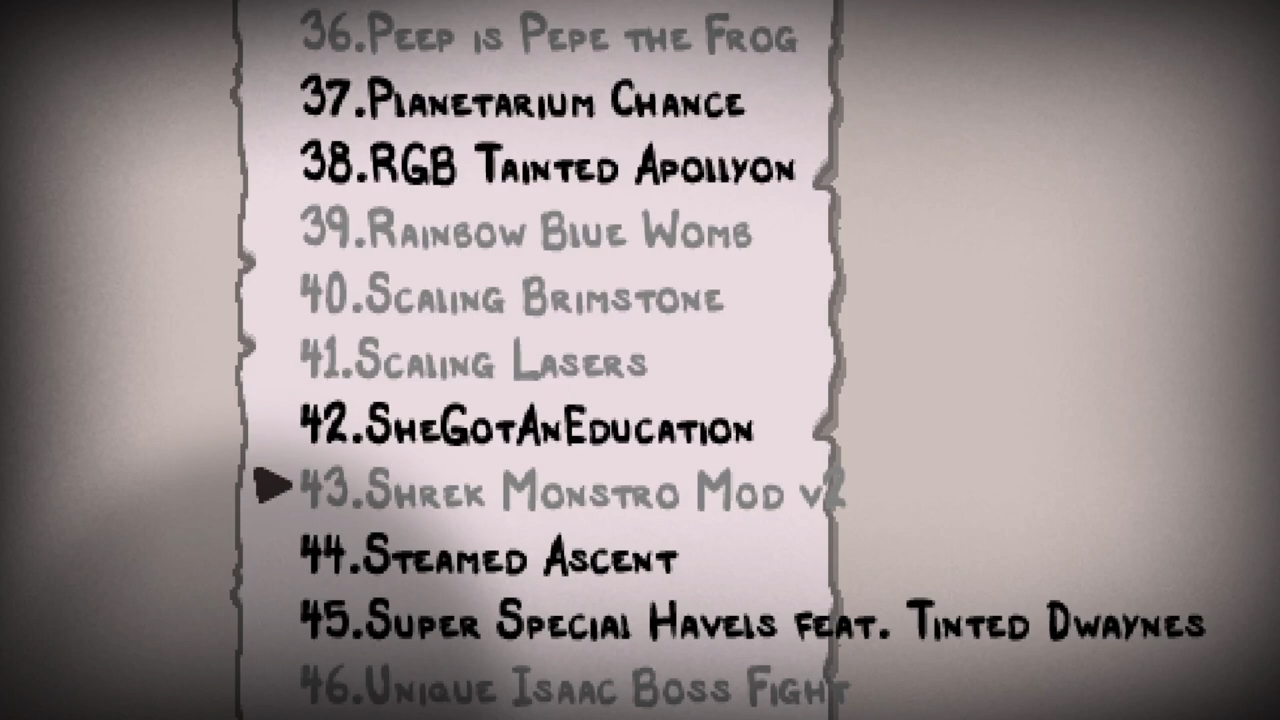 36.Peep is Pepe the Frog
37.Planetarium Chance
38.RGB Tainted Apollyon
39.Rainbow Blue Womb
40.Scaling Brimstone
41.Scaling Lasers
42.SheGotAnEducation
43.Shrek Monstro Mod v2
44.Steamed Ascent
45.Super Special Havels feat. Tinted Dwaynes
46.Unique Isaac Boss Fight